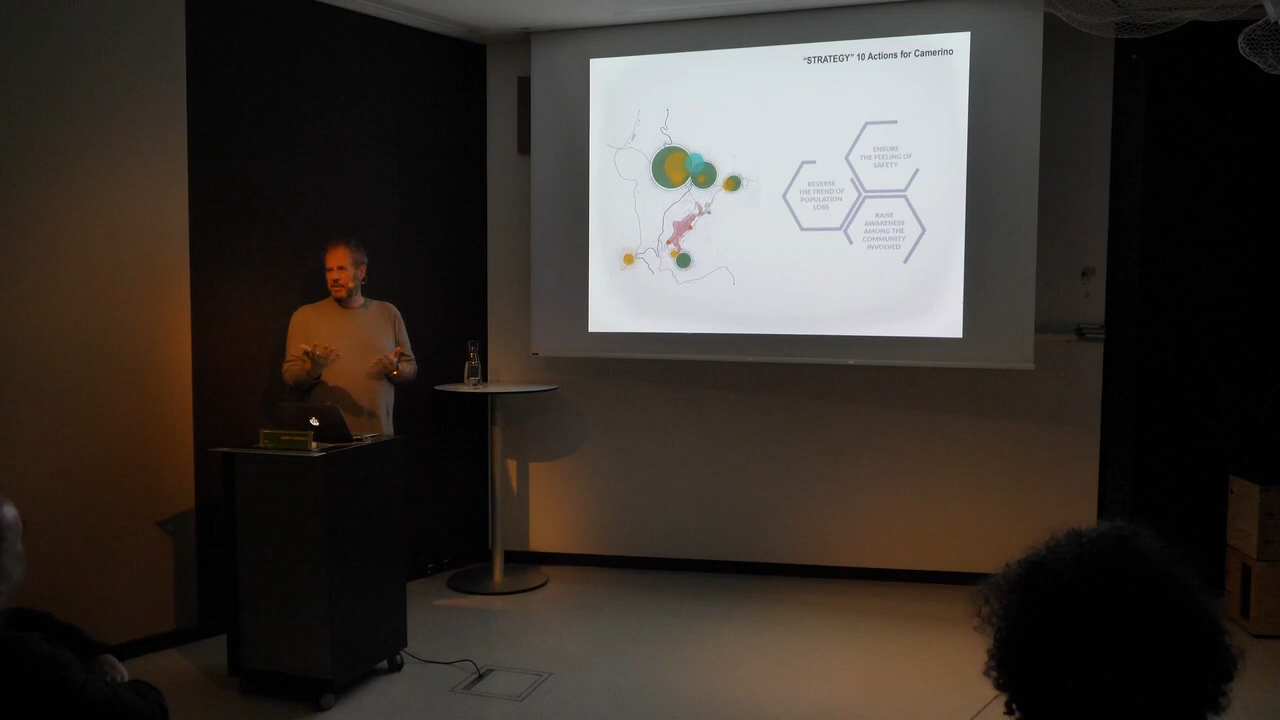 “STRATEGY” 10 Actions for Camerino
ENSURE
THE FEELING OF
SAFETY
REVERSE
THE TREND OF
POPULATION
LOSS
RAISE
AWARENESS
AMONG THE
COMMUNITY
INVOLVED